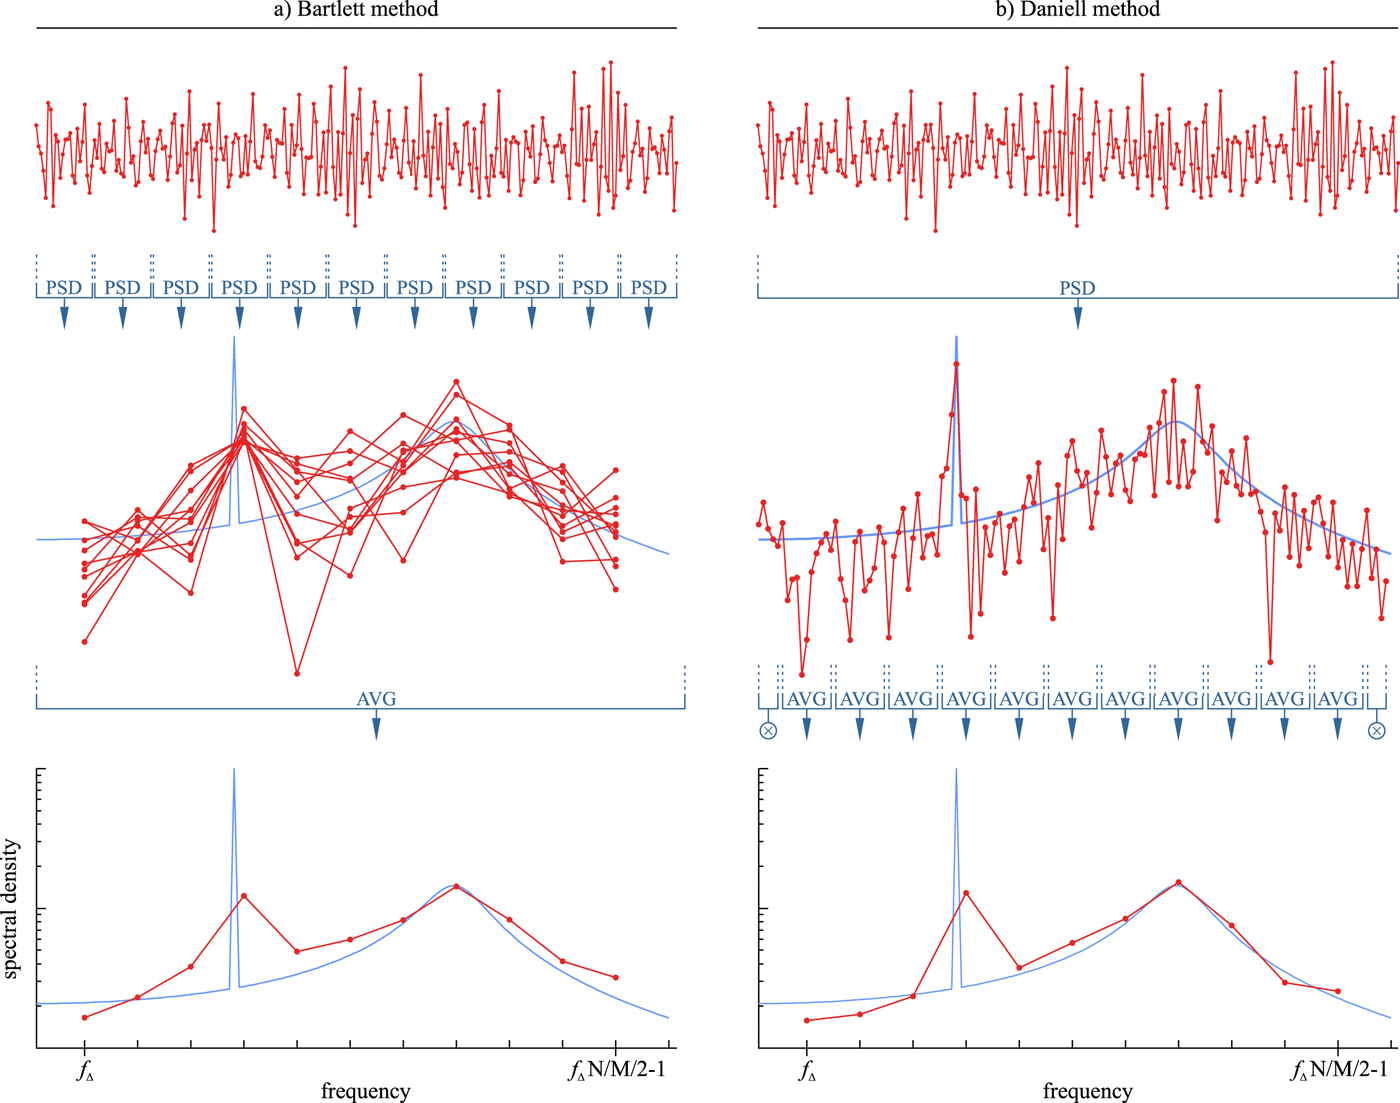 a) Bartlett method
b) Daniell method
PSD PSD PSD PSD PSD PSD PSD PSD PSD PSD PSD
PSD
AVG
AVG AVG AVG AVG AVG AVG AVG AVG AVG AVG AVG
spectral density
fΔ
fΔ N/M/2-1
frequency
fΔ
fΔ N/M/2-1
frequency